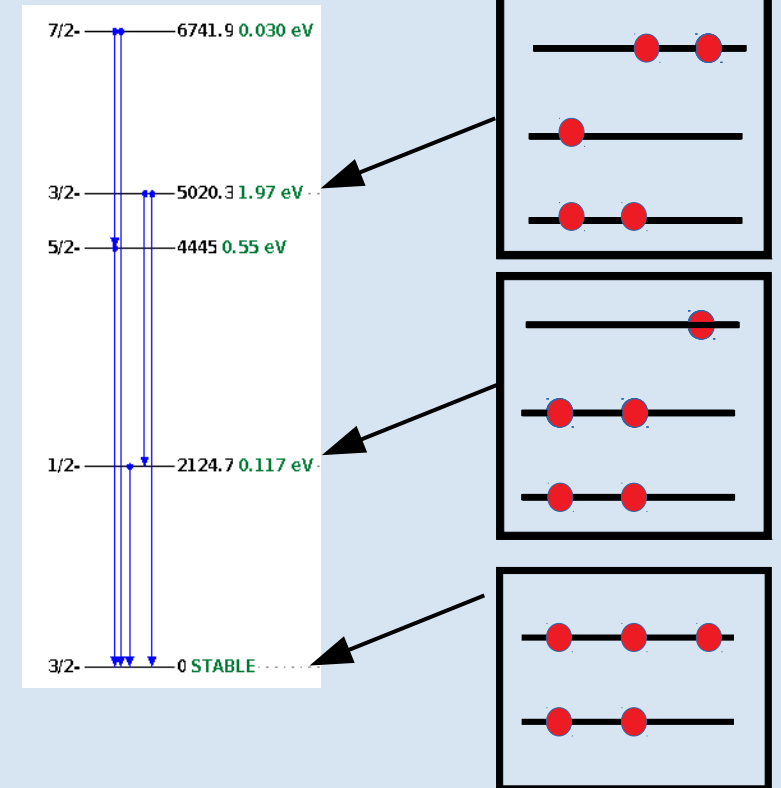 7/2- 6741.9 0.030 eV
3/2- 5020.3 1.97 eV
5/2- 4445 0.55 eV
1/2- 2124.7 0.117 eV
3/2- 0 STABLE